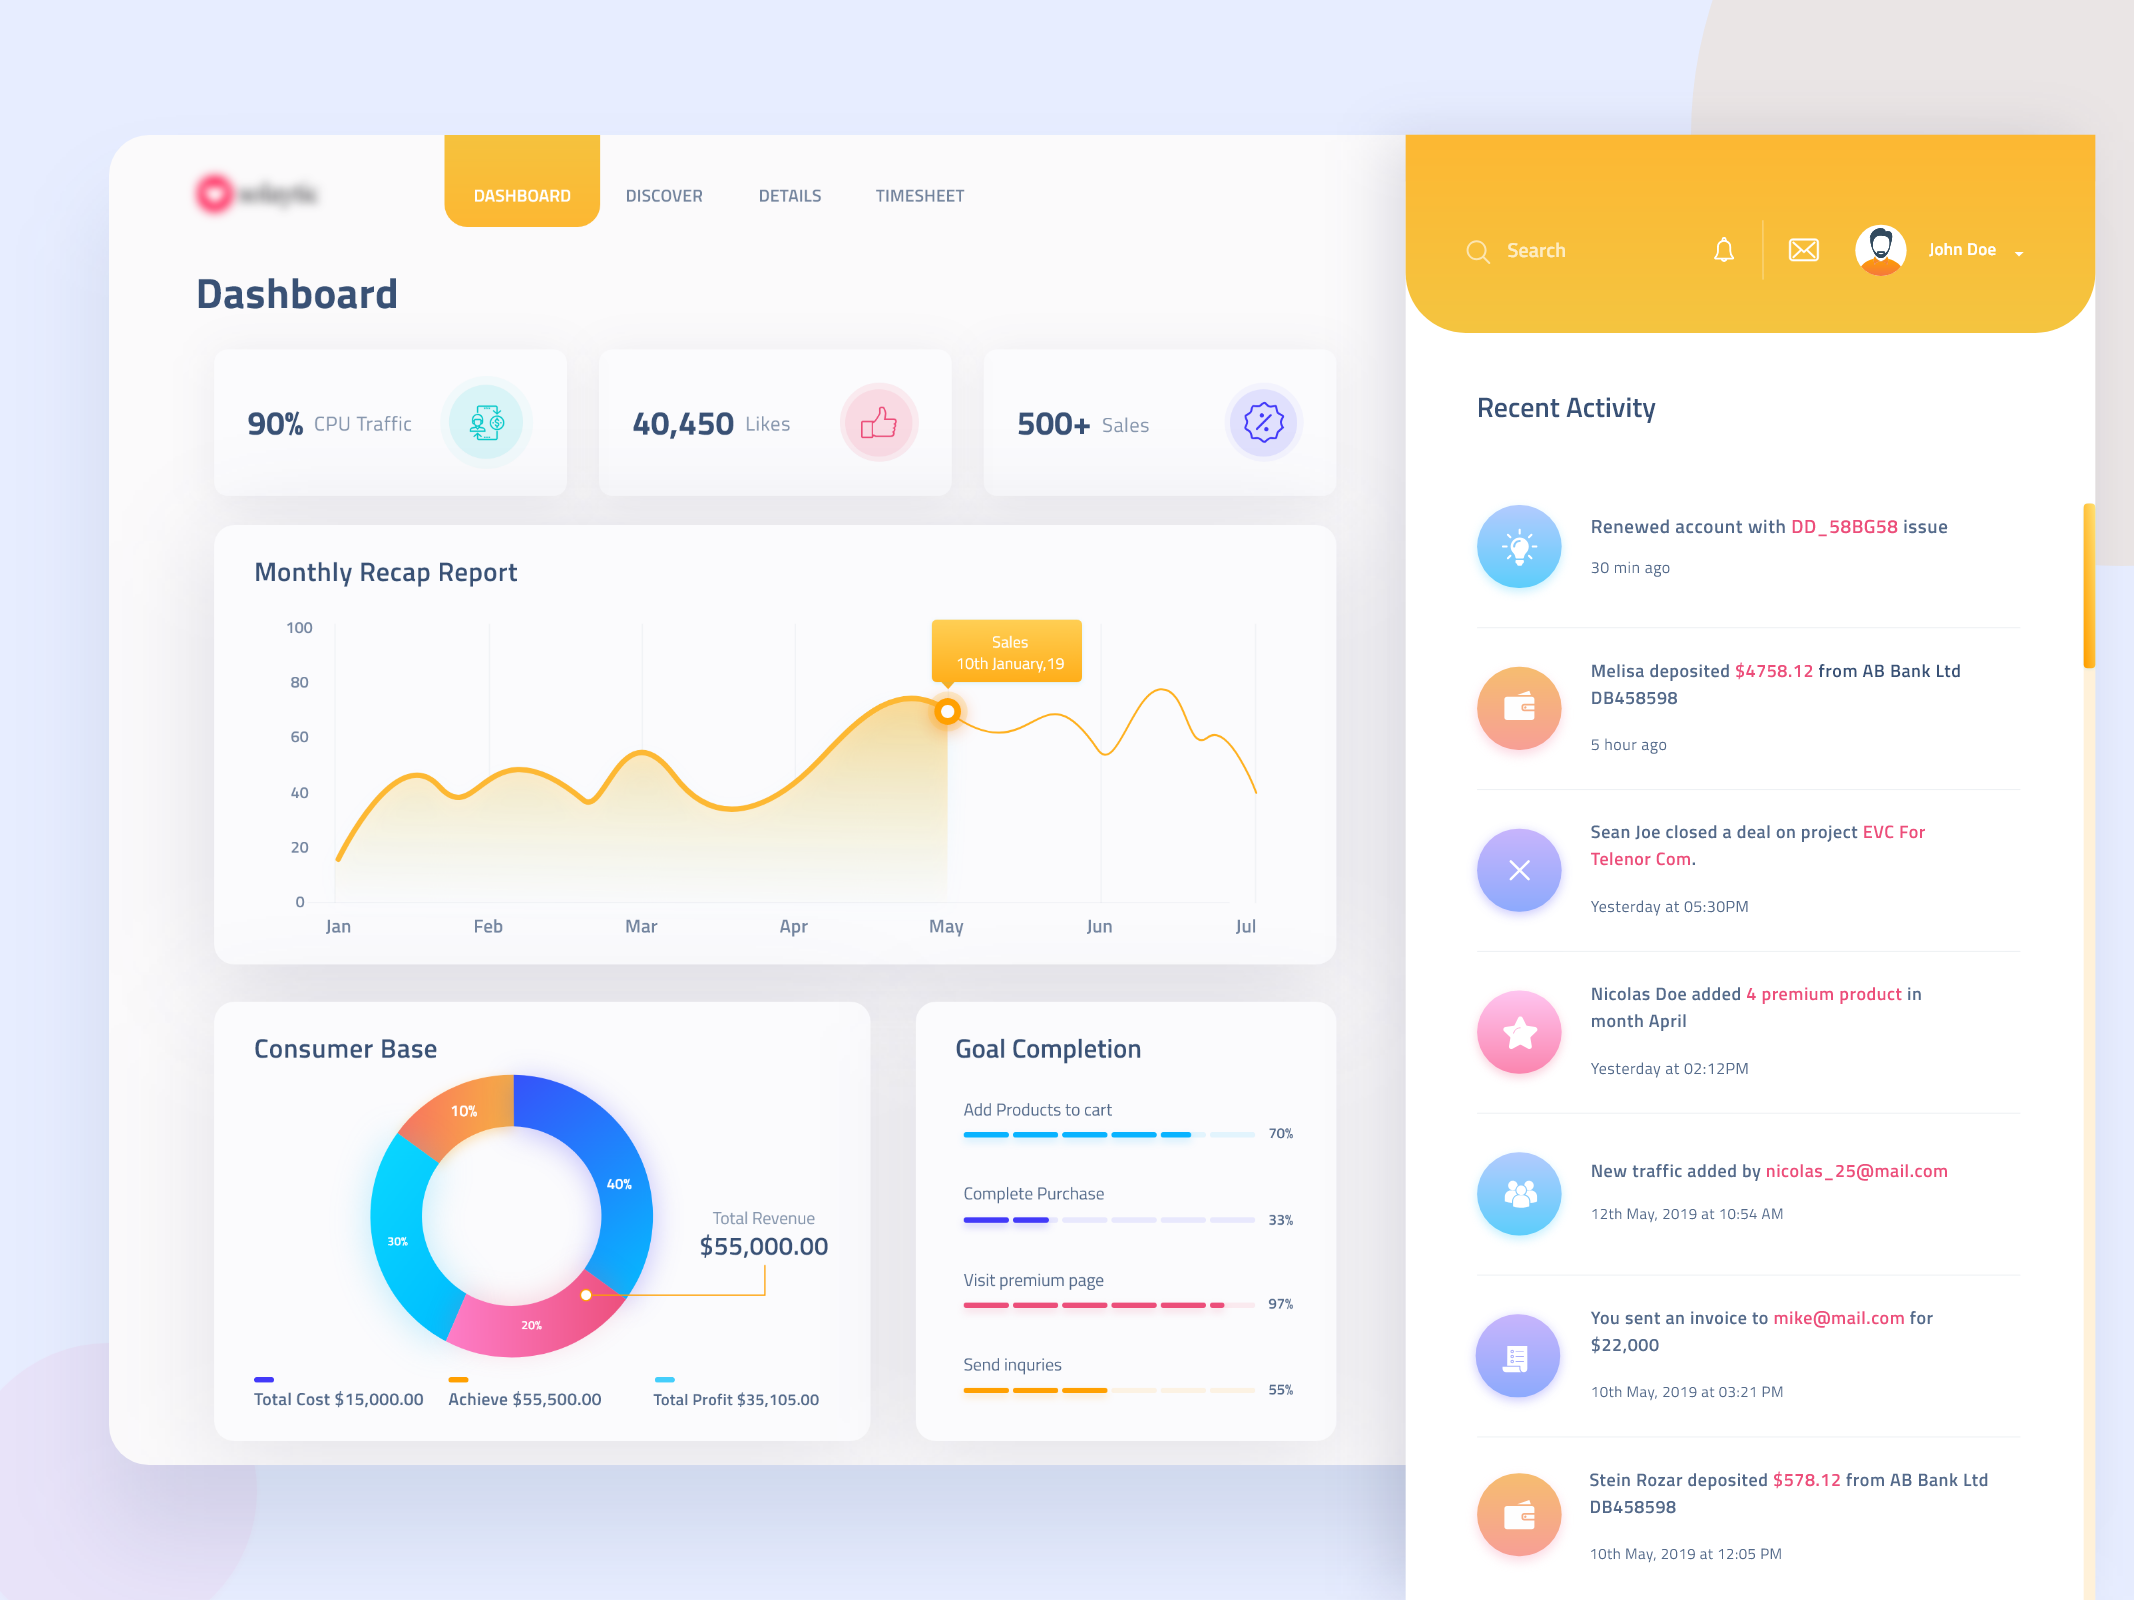 DASHBOARD DISCOVER DETAILS TIMESHEET
Dashboard
90% CPU Traffic
40,450 Likes
500+ Sales
Monthly Recap Report
100
80
60
40
20
0
Sales
10th January,19
Jan Feb Mar Apr May Jun Jul
Consumer Base
10%
40%
30%
20%
Total Revenue
$55,000.00
Total Cost $15,000.00
Achieve $55,500.00
Total Profit $35,105.00
Goal Completion
Add Products to cart
70%
Complete Purchase
33%
Visit premium page
97%
Send inquries
55%
Search
John Doe
Recent Activity
Renewed account with DD_58BG58 issue
30 min ago
Melisa deposited $4758.12 from AB Bank Ltd
DB458598
5 hour ago
Sean Joe closed a deal on project EVC For
Telenor Com.
Yesterday at 05:30PM
Nicolas Doe added 4 premium product in
month April
Yesterday at 02:12PM
New traffic added by nicolas_25@mail.com
12th May, 2019 at 10:54 AM
You sent an invoice to mike@mail.com for
$22,000
10th May, 2019 at 03:21 PM
Stein Rozar deposited $578.12 from AB Bank Ltd
DB458598
10th May, 2019 at 12:05 PM